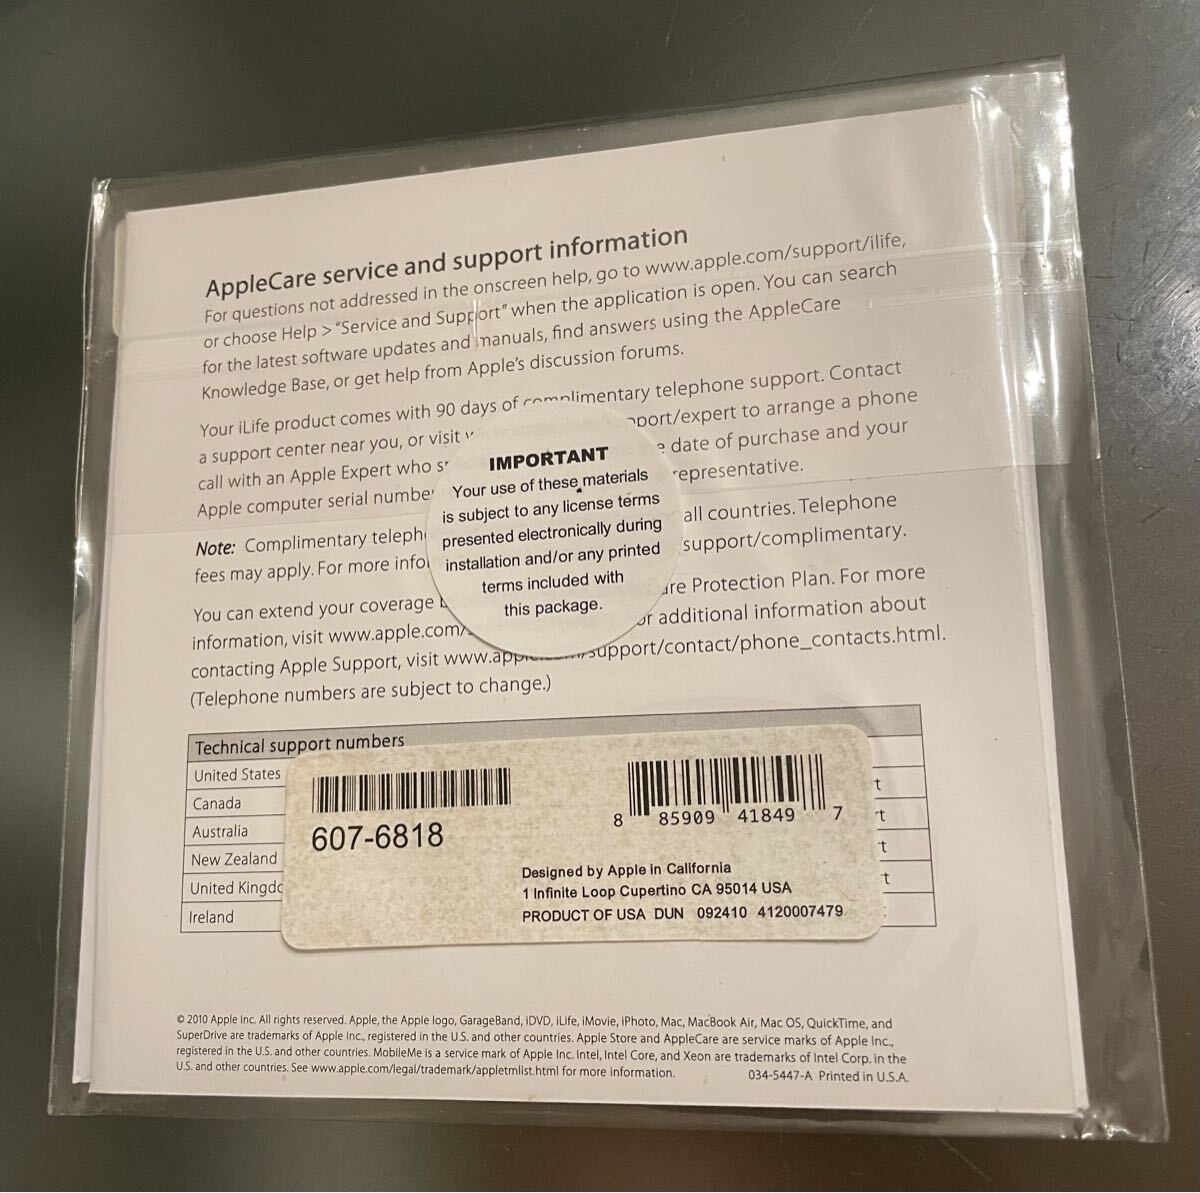 AppleCare service and support information
For questions not addressed in the onscreen help, go to www.apple.com/support/ilife,
or choose Help > "Service and Support" when the application is open. You can search
for the latest software updates and manuals, find answers using the AppleCare
Knowledge Base, or get help from Apple's discussion forums.
Your iLife product comes with 90 days of complimentary telephone support. Contact
a support center near you, or visit port/expert to arrange a phone
call with an Apple Expert who date of purchase and your
Apple computer serial number representative.
Note: Complimentary teleph all countries. Telephone
fees may apply. For more info support/complimentary.
You can extend your coverage re Protection Plan. For more
information, visit www.apple.com/ or additional information about
contacting Apple Support, visit www.apple.com/support/contact/phone_contacts.html.
(Telephone numbers are subject to change.)
IMPORTANT
Your use of these materials
is subject to any license terms
presented electronically during
installation and/or any printed
terms included with
this package.
Technical support numbers
United States
Canada
Australia
New Zealand
United Kingdo
Ireland
607-6818
8 85909 41849 7
Designed by Apple in California
1 Infinite Loop Cupertino CA 95014 USA
PRODUCT OF USA DUN 092410 4120007479
© 2010 Apple Inc. All rights reserved. Apple, the Apple logo, GarageBand, iDVD, iLife, iMovie, iPhoto, Mac, MacBook Air, Mac OS, QuickTime, and
SuperDrive are trademarks of Apple Inc., registered in the U.S. and other countries. Apple Store and AppleCare are service marks of Apple Inc.,
registered in the U.S. and other countries. MobileMe is a service mark of Apple Inc. Intel, Intel Core, and Xeon are trademarks of Intel Corp. in the
U.S. and other countries. See www.apple.com/legal/trademark/appletmlist.html for more information.
034-5447-A Printed in U.S.A.